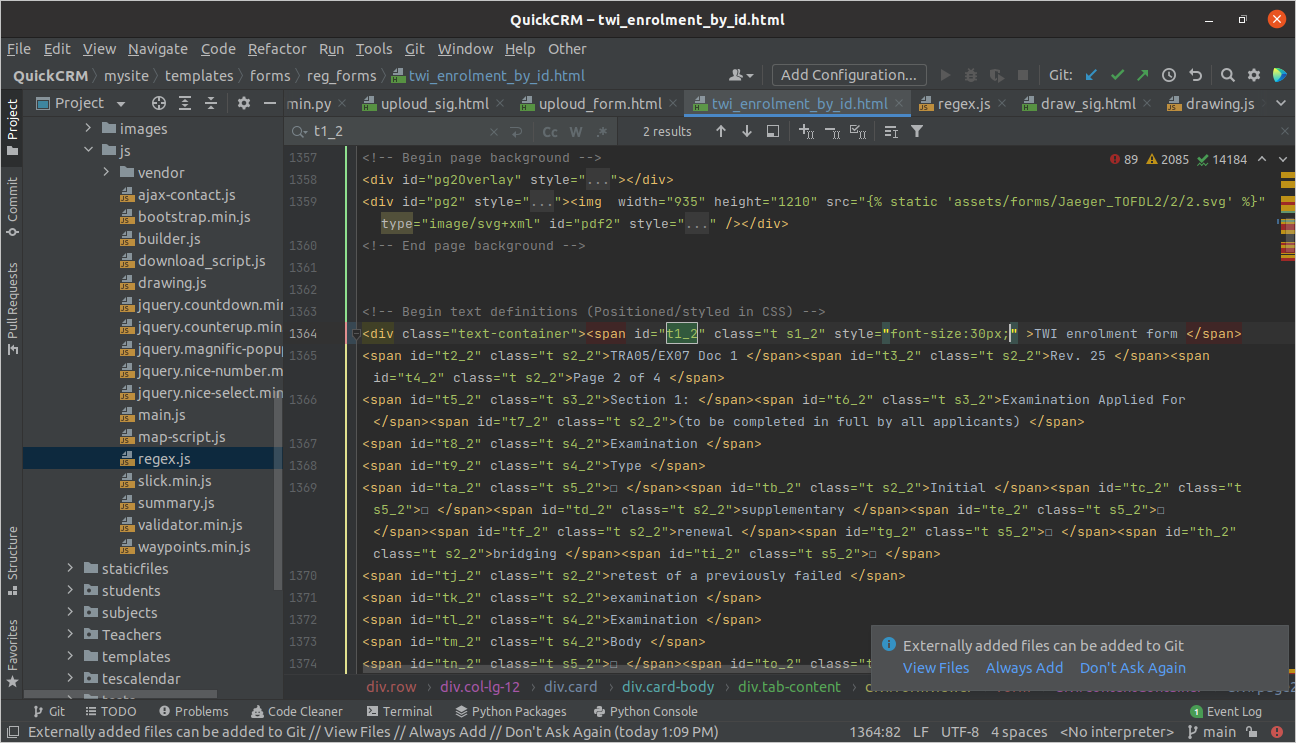 QuickCRM – twi_enrolment_by_id.html
File Edit View Navigate Code Refactor Run Tools Git Window Help Other
QuickCRM mysite templates forms reg_forms twi_enrolment_by_id.html Add Configuration... Git:
Project min.py upload_sig.html uploud_form.html twi_enrolment_by_id.html regex.js draw_sig.html drawing.js
t1_2 Cc W .* 2 results
Project
Commit
Pull Requests
Structure
Favorites
images
js
vendor
ajax-contact.js
bootstrap.min.js
builder.js
download_script.js
drawing.js
jquery.countdown.min
jquery.counterup.min
jquery.magnific-popu
jquery.nice-number.m
jquery.nice-select.min
main.js
map-script.js
regex.js
slick.min.js
summary.js
validator.min.js
waypoints.min.js
staticfiles
students
subjects
Teachers
templates
tescalendar
89 2085 14184
1357 <!-- Begin page background -->
1358 <div id="pg2Overlay" style="..."></div>
1359 <div id="pg2" style="..."><img width="935" height="1210" src="{% static 'assets/forms/Jaeger_TOFDL2/2/2.svg' %}"
type="image/svg+xml" id="pdf2" style="..." /></div>
1360 <!-- End page background -->
1361
1362
1363 <!-- Begin text definitions (Positioned/styled in CSS) -->
1364 <div class="text-container"><span id="t1_2" class="t s1_2" style="font-size:30px;" >TWI enrolment form </span>
1365 <span id="t2_2" class="t s2_2">TRA05/EX07 Doc 1 </span><span id="t3_2" class="t s2_2">Rev. 25 </span><span
id="t4_2" class="t s2_2">Page 2 of 4 </span>
1366 <span id="t5_2" class="t s3_2">Section 1: </span><span id="t6_2" class="t s3_2">Examination Applied For
</span><span id="t7_2" class="t s2_2">(to be completed in full by all applicants) </span>
1367 <span id="t8_2" class="t s4_2">Examination </span>
1368 <span id="t9_2" class="t s4_2">Type </span>
1369 <span id="ta_2" class="t s5_2">□ </span><span id="tb_2" class="t s2_2">Initial </span><span id="tc_2" class="t
s5_2">□ </span><span id="td_2" class="t s2_2">supplementary </span><span id="te_2" class="t s5_2">□
</span><span id="tf_2" class="t s2_2">renewal </span><span id="tg_2" class="t s5_2">□ </span><span id="th_2"
class="t s2_2">bridging </span><span id="ti_2" class="t s5_2">□ </span>
1370 <span id="tj_2" class="t s2_2">retest of a previously failed </span>
1371 <span id="tk_2" class="t s2_2">examination </span>
1372 <span id="tl_2" class="t s4_2">Examination </span>
1373 <span id="tm_2" class="t s4_2">Body </span>
1374 <span id="tn_2" class="t s5_2">□ </span><span id="to_2" class="t
Externally added files can be added to Git
View Files Always Add Don't Ask Again
div.row div.col-lg-12 div.card div.card-body div.tab-content
Git TODO Problems Code Cleaner Terminal Python Packages Python Console 1 Event Log
Externally added files can be added to Git // View Files // Always Add // Don't Ask Again (today 1:09 PM) 1364:82 LF UTF-8 4 spaces <No interpreter> main